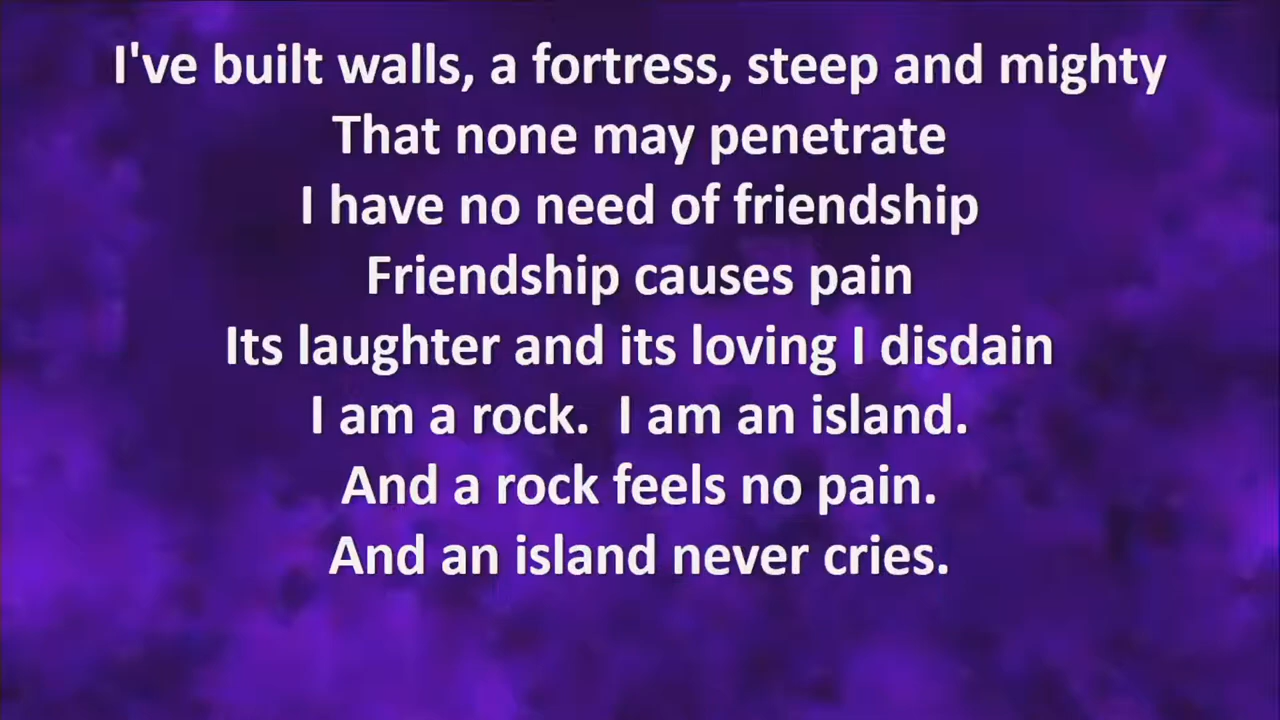 I've built walls, a fortress, steep and mighty
That none may penetrate
I have no need of friendship
Friendship causes pain
Its laughter and its loving I disdain
I am a rock.  I am an island.
And a rock feels no pain.
And an island never cries.